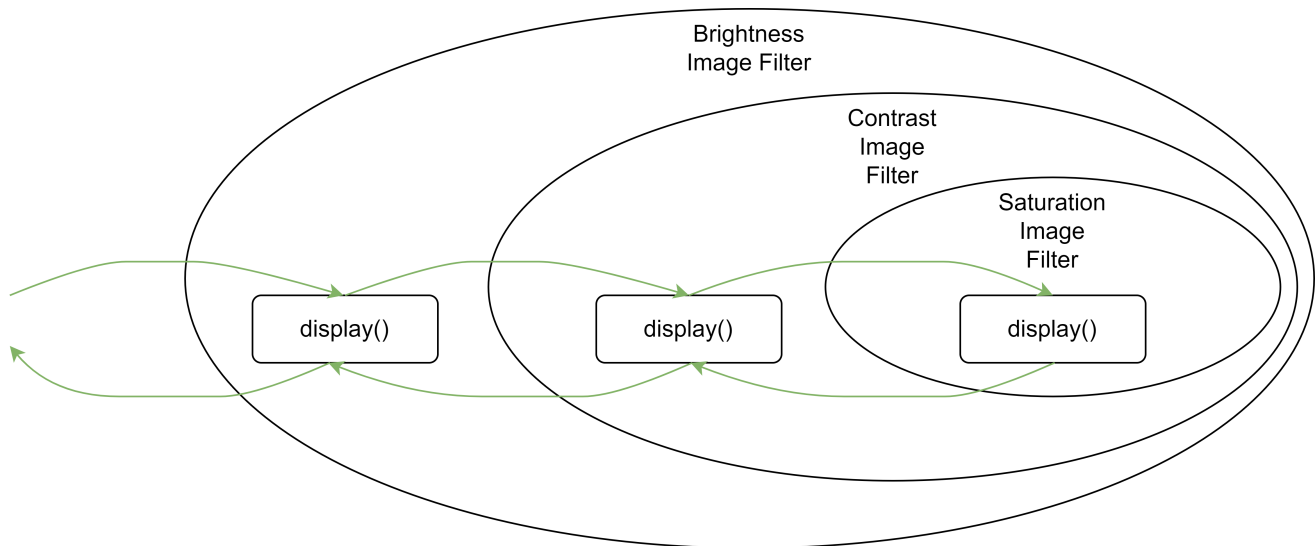 Brightness
Image Filter
Contrast
Image
Filter
Saturation
Image
Filter
display()
display()
display()